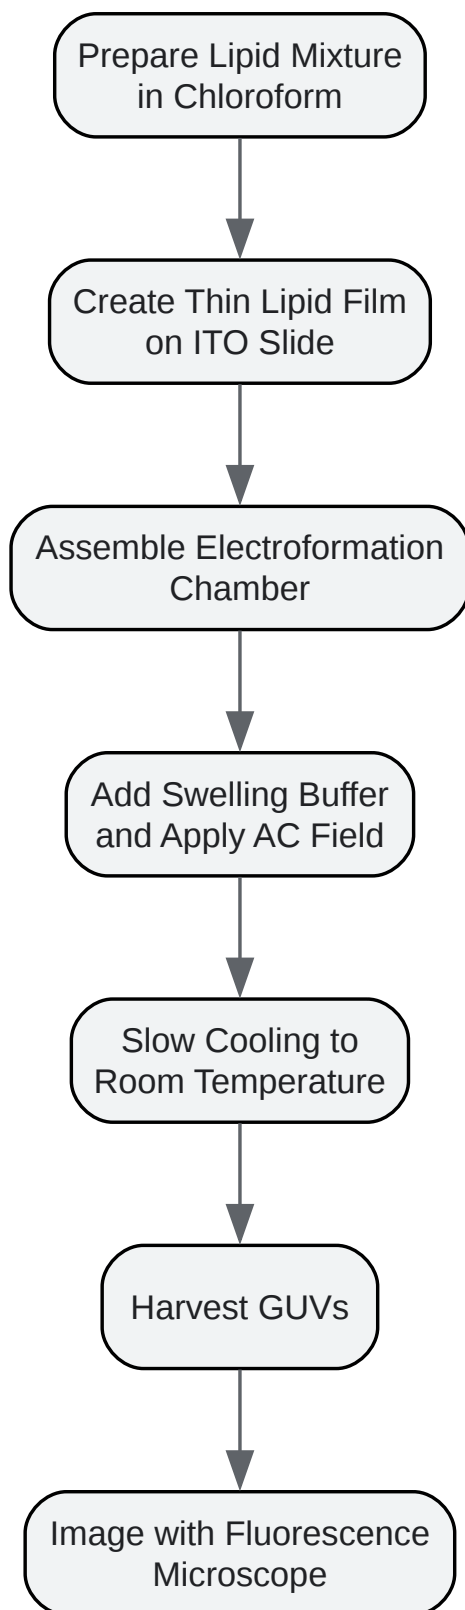 Prepare Lipid Mixture
in Chloroform
Create Thin Lipid Film
on ITO Slide
Assemble Electroformation
Chamber
Add Swelling Buffer
and Apply AC Field
Slow Cooling to
Room Temperature
Harvest GUVs
Image with Fluorescence
Microscope